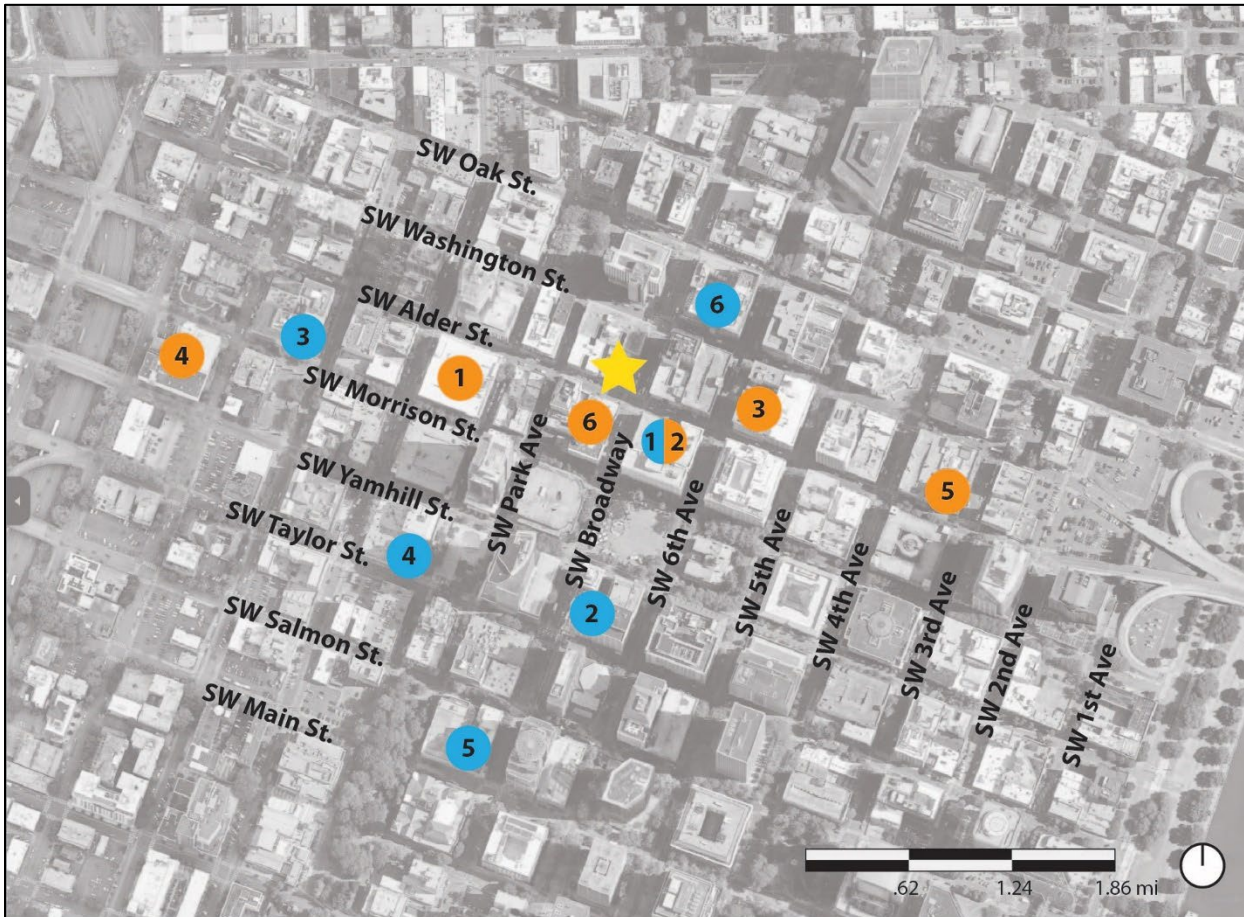 SW Oak St.
SW Washington St.
SW Alder St.
SW Morrison St.
SW Yamhill St.
SW Taylor St.
SW Salmon St.
SW Main St.
SW Park Ave
SW Broadway
SW 6th Ave
SW 5th Ave
SW 4th Ave
SW 3rd Ave
SW 2nd Ave
SW 1st Ave
6
3
4
1
3
6
1 2
5
4
2
5
.62 1.24 1.86 mi